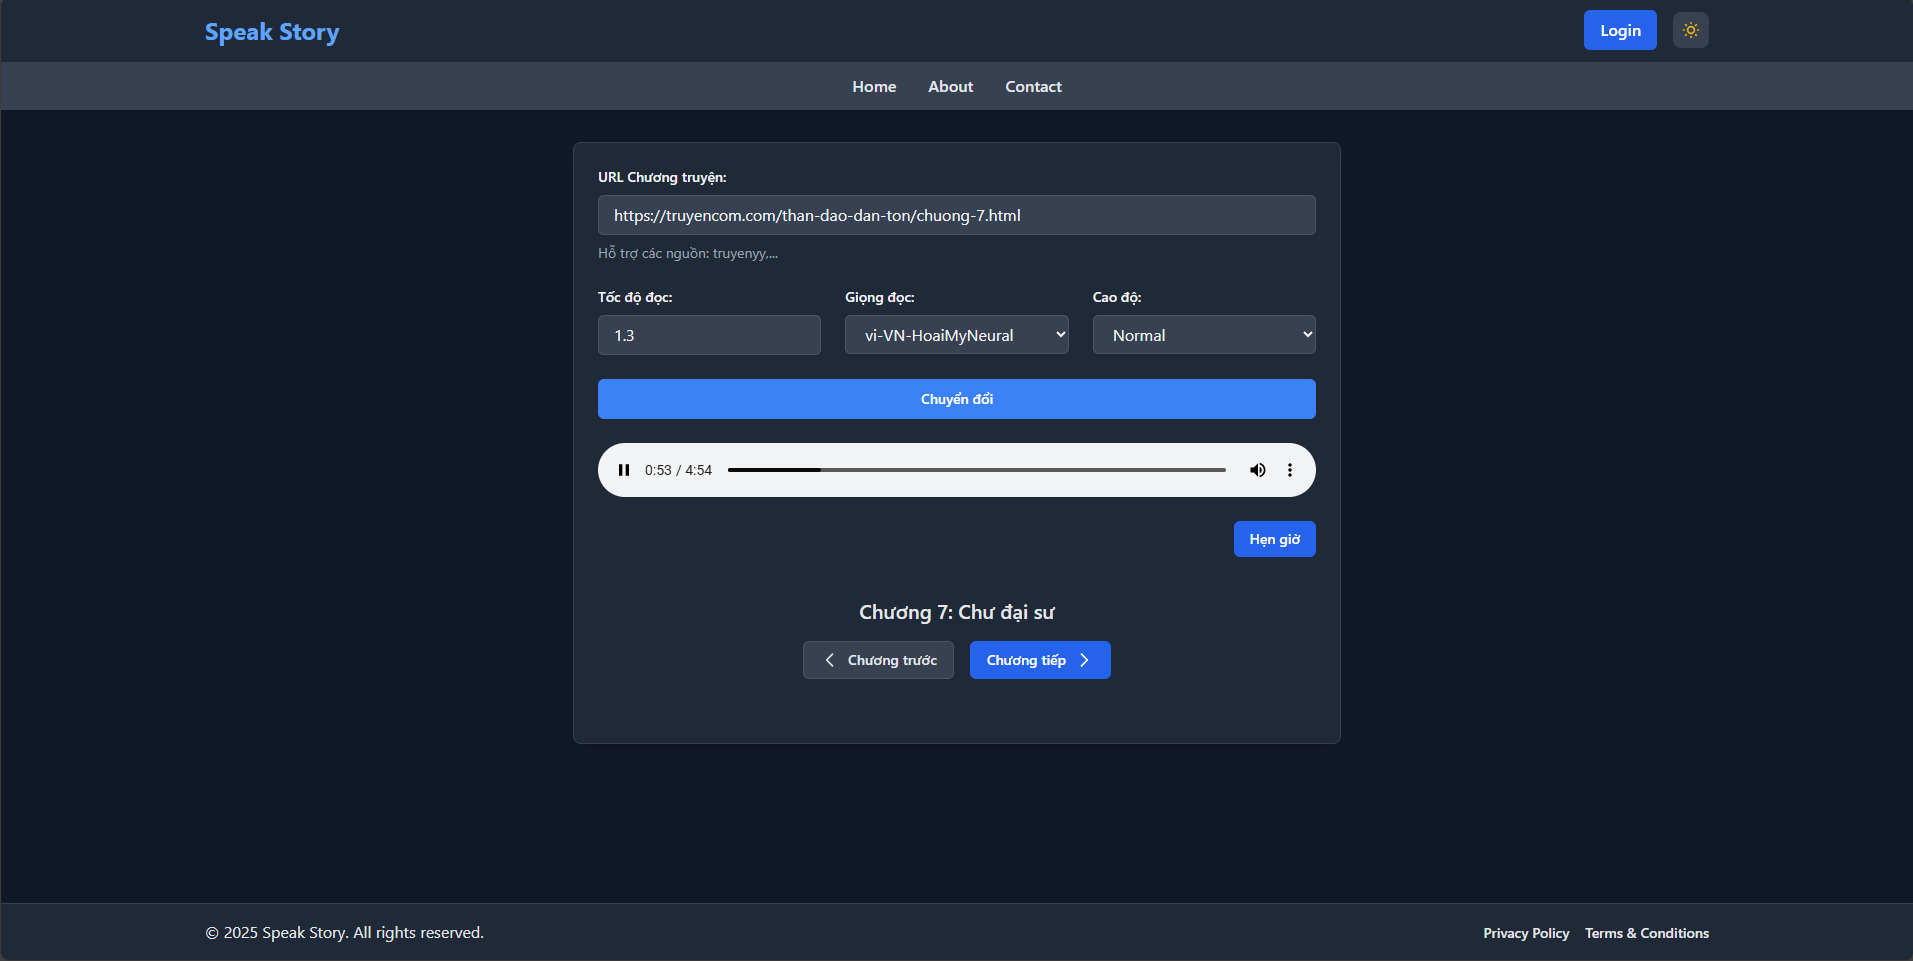 Speak Story
Login
Home About Contact
URL Chương truyện:
https://truyencom.com/than-dao-dan-ton/chuong-7.html
Hỗ trợ các nguồn: truyenyy,...
Tốc độ đọc: Giọng đọc: Cao độ:
1.3 vi-VN-HoaiMyNeural Normal
Chuyển đổi
0:53 / 4:54
Hẹn giờ
Chương 7: Chư đại sư
Chương trước Chương tiếp
© 2025 Speak Story. All rights reserved.
Privacy Policy Terms & Conditions